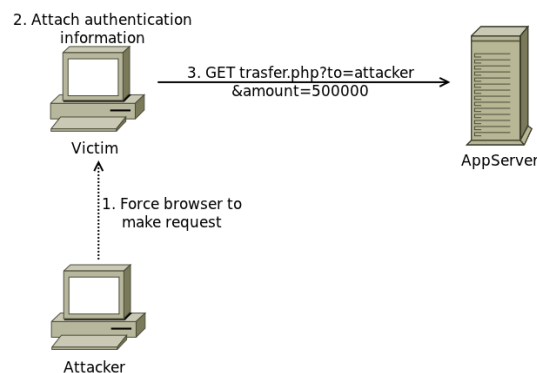 2. Attach authentication
information
3. GET trasfer.php?to=attacker
&amount=500000
Victim
AppServer
1. Force browser to
make request
Attacker